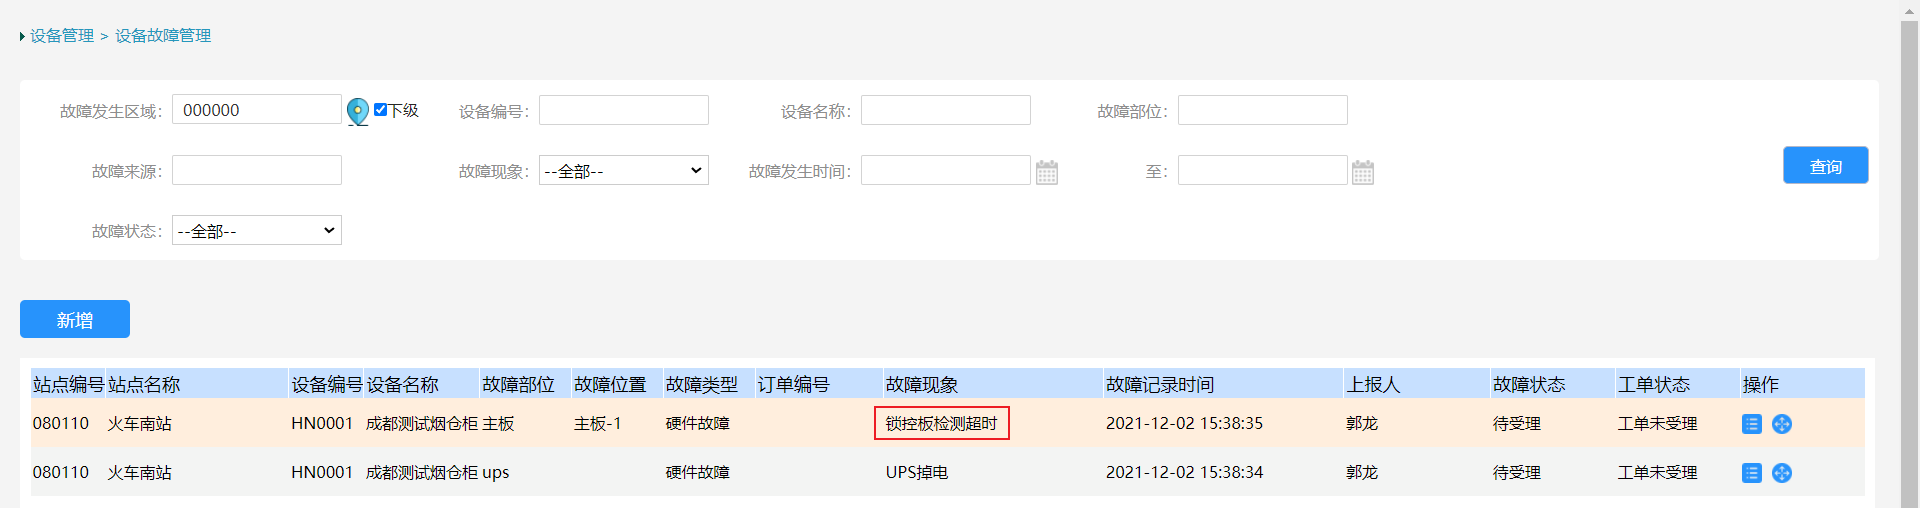 设备管理 > 设备故障管理
故障发生区域： 000000 下级 设备编号： 设备名称： 故障部位：
故障来源： 故障现象： --全部-- 故障发生时间： 至： 查询
故障状态： --全部--
新增
站点编号 站点名称 设备编号 设备名称 故障部位 故障位置 故障类型 订单编号 故障现象 故障记录时间 上报人 故障状态 工单状态 操作
080110 火车南站 HN0001 成都测试烟仓柜 主板 主板-1 硬件故障 锁控板检测超时 2021-12-02 15:38:35 郭龙 待受理 工单未受理
080110 火车南站 HN0001 成都测试烟仓柜 ups 硬件故障 UPS掉电 2021-12-02 15:38:34 郭龙 待受理 工单未受理